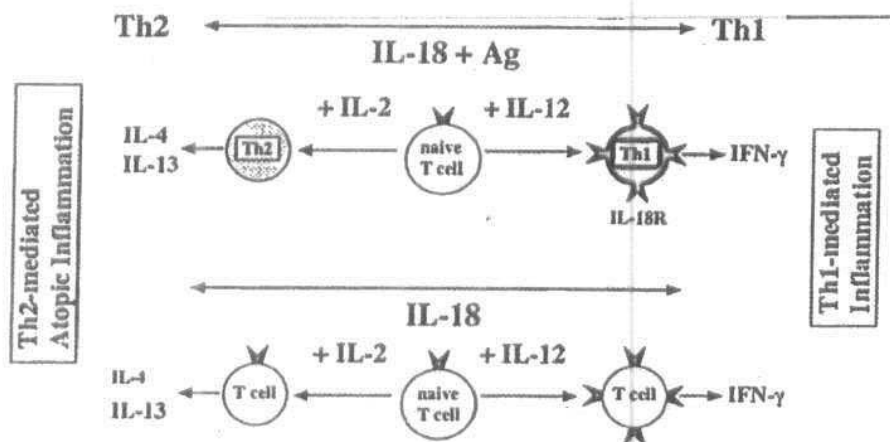 Th2 Th1
IL-18 + Ag
+ IL-2 + IL-12
IL-4
IL-13
Th2
naive
T cell
Th1
IFN-γ
IL-18R
Th2-mediated
Atopic Inflammation
Th1-mediated
Inflammation
IL-18
+ IL-2 + IL-12
IL-4
IL-13
T cell
naive
T cell
T cell
IFN-γ